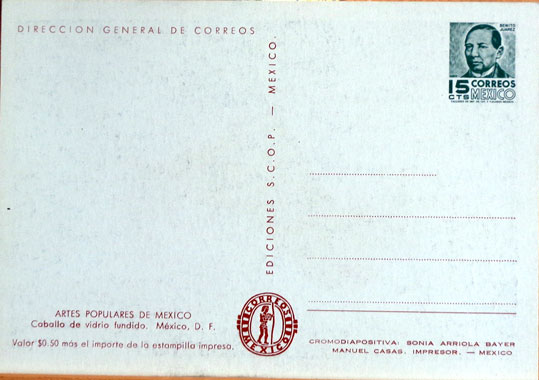 DIRECCION GENERAL DE CORREOS
BENITO
JUAREZ
15 CORREOS
CTS MEXICO
EDICIONES S.C.O.P. — MEXICO.
ARTES POPULARES DE MEXICO
Caballo de vidrio fundido. México, D. F.
Valor $0.50 más el importe de la estampilla impresa.
CORREOS
MEXICO
CROMODIAPOSITIVA: SONIA ARRIOLA BAYER
MANUEL CASAS. IMPRESOR. — MEXICO